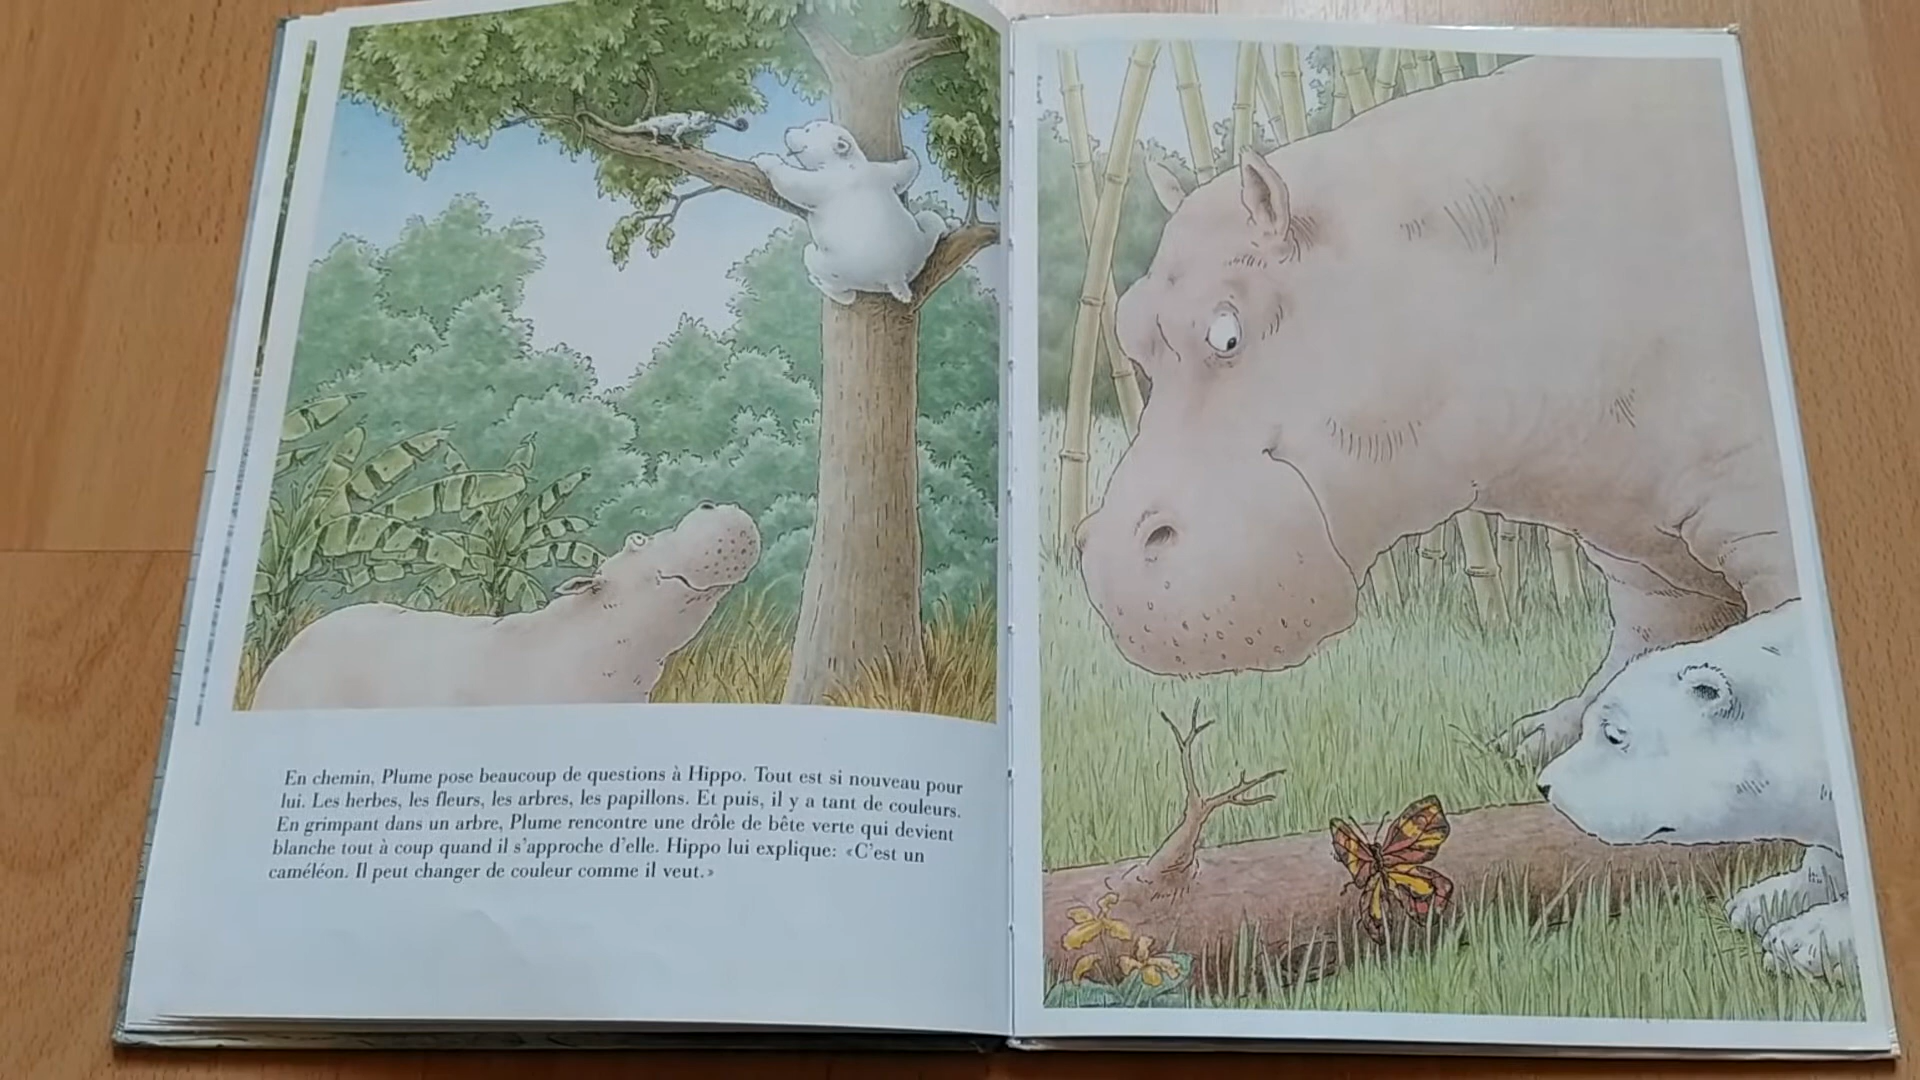 En chemin, Plume pose beaucoup de questions à Hippo. Tout est si nouveau pour
lui. Les herbes, les fleurs, les arbres, les papillons. Et puis, il y a tant de couleurs.
En grimpant dans un arbre, Plume rencontre une drôle de bête verte qui devient
blanche tout à coup quand il s'approche d'elle. Hippo lui explique: «C'est un
caméléon. Il peut changer de couleur comme il veut.»